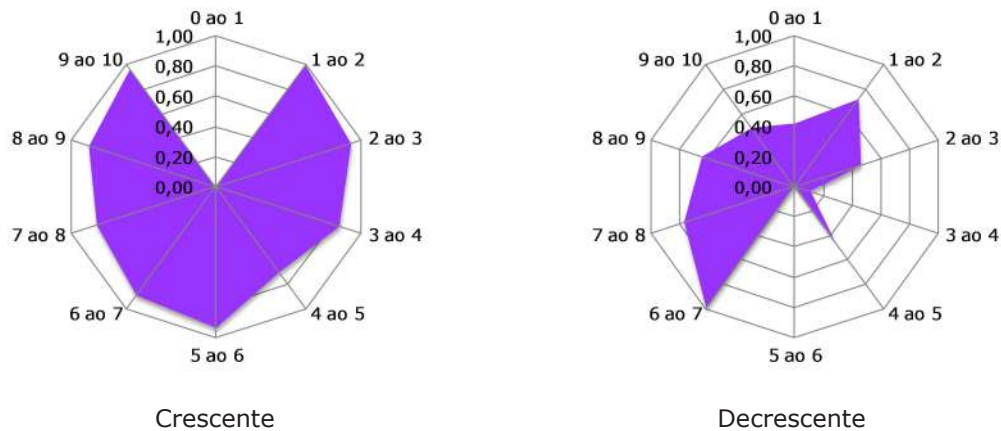 0 ao 1
1,00
0,80
0,60
0,40
0,20
0,00
1 ao 2
2 ao 3
3 ao 4
4 ao 5
5 ao 6
6 ao 7
7 ao 8
8 ao 9
9 ao 10
Crescente
0 ao 1
1,00
0,80
0,60
0,40
0,20
0,00
1 ao 2
2 ao 3
3 ao 4
4 ao 5
5 ao 6
6 ao 7
7 ao 8
8 ao 9
9 ao 10
Decrescente